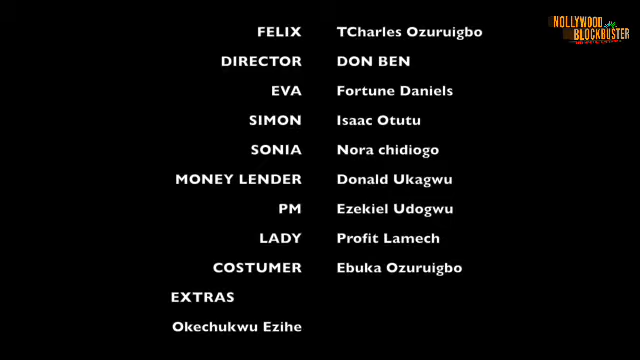 NOLLYWOOD
BLOCKBUSTER
FELIX TCharles Ozuruigbo
DIRECTOR DON BEN
EVA Fortune Daniels
SIMON Isaac Otutu
SONIA Nora chidiogo
MONEY LENDER Donald Ukagwu
PM Ezekiel Udogwu
LADY Profit Lamech
COSTUMER Ebuka Ozuruigbo
EXTRAS
Okechukwu Ezihe